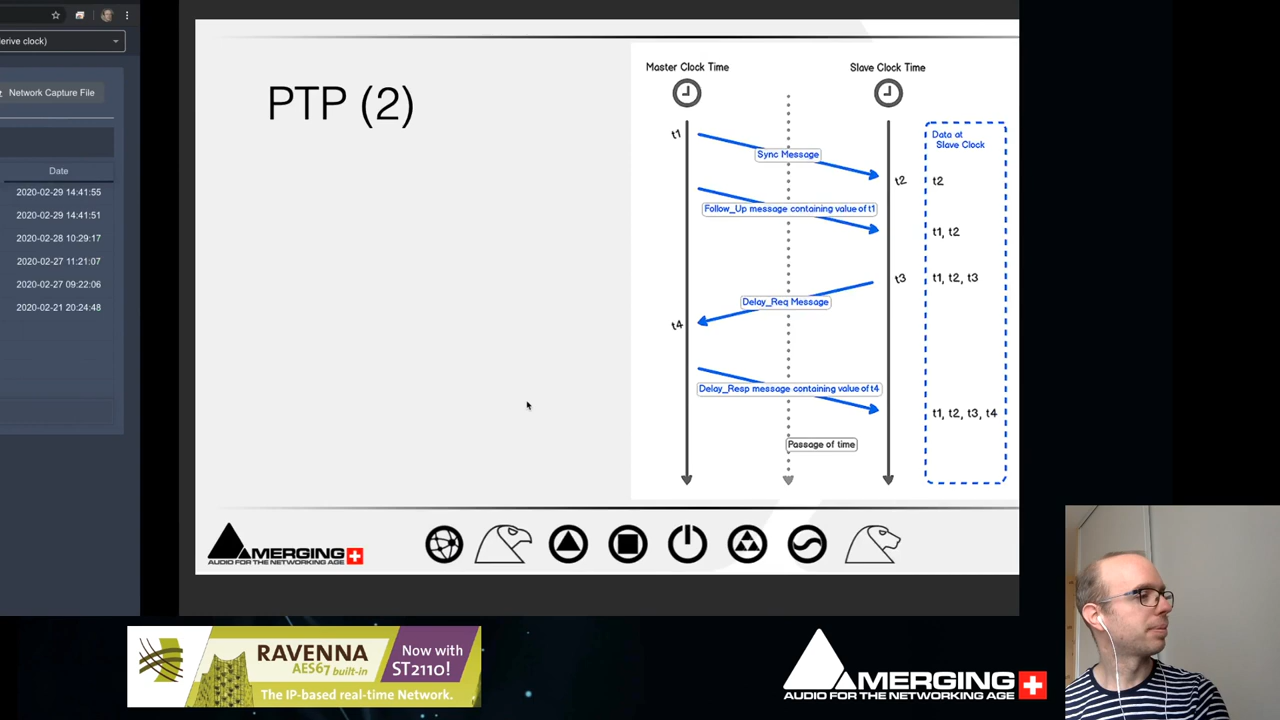 erive clock)
Network Capture File
Date
2020-02-29 14:41:55
2020-02-29 14:41:01
2020-02-28 10:29:17
2020-02-27 11:21:07
2020-02-27 09:22:06
2020-02-21 20:24:48
PTP (2)
Master Clock Time
Slave Clock Time
Data at
Slave Clock
t1
Sync Message
t2
t2
Follow_Up message containing value of t1
t1, t2
t3
t1, t2, t3
Delay_Req Message
t4
Delay_Resp message containing value of t4
t1, t2, t3, t4
Passage of time
MERGING
AUDIO FOR THE NETWORKING AGE
RAVENNA
AES67 built-in
Now with
ST2110!
The IP-based real-time Network.
MERGING
AUDIO FOR THE NETWORKING AGE